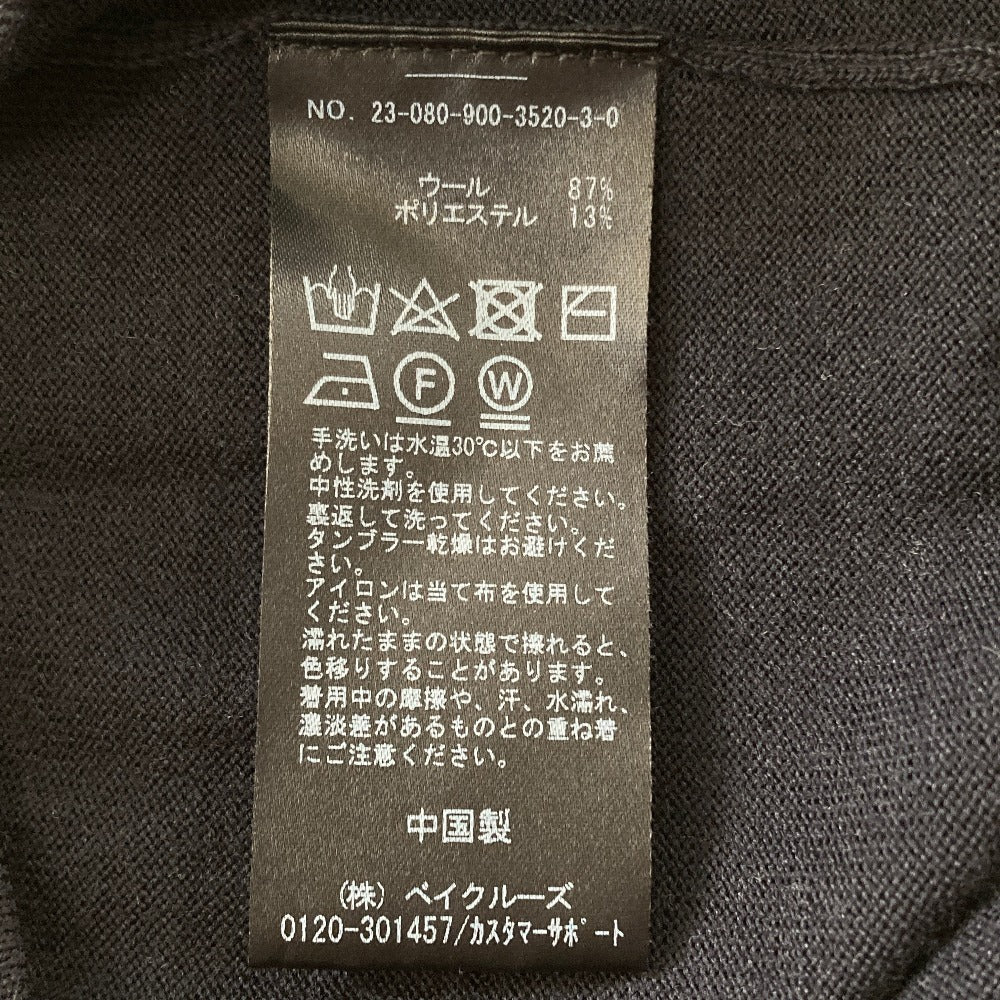 NO. 23-080-900-3520-3-0
ウール 87%
ポリエステル 13%
F W
手洗いは水温30℃以下をお薦
めします。
中性洗剤を使用してください。
裏返して洗ってください。
タンブラー乾燥はお避けくだ
さい。
アイロンは当て布を使用して
ください。
濡れたままの状態で擦れると、
色移りすることがあります。
着用中の摩擦や、汗、水濡れ、
濃淡差があるものとの重ね着
にご注意ください。
中国製
(株) ベイクルーズ
0120-301457/カスタマーサポート